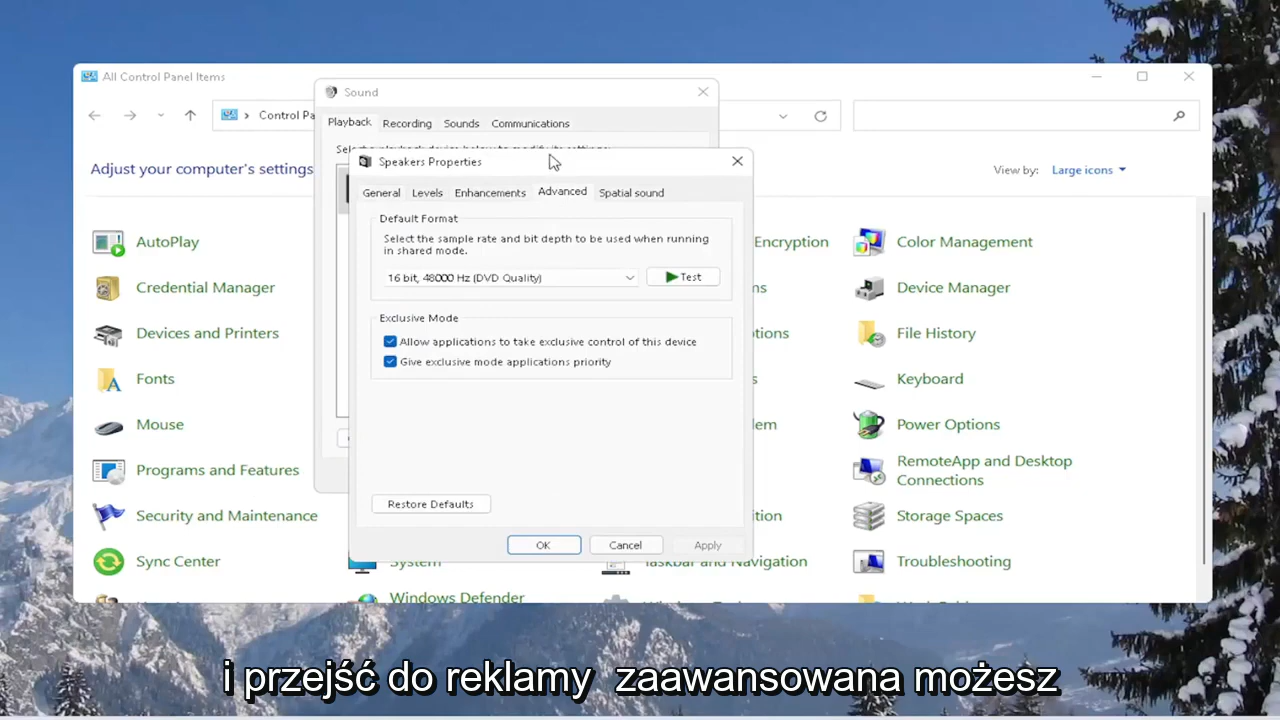 All Control Panel Items
Sound
Control Pa
Playback
Recording
Sounds
Communications
Adjust your computer's settings
View by:
Large icons
Speakers Properties
General
Levels
Enhancements
Advanced
Spatial sound
Default Format
Select the sample rate and bit depth to be used when running
in shared mode.
16 bit, 48000 Hz (DVD Quality)
Test
Exclusive Mode
Allow applications to take exclusive control of this device
Give exclusive mode applications priority
Restore Defaults
OK
Cancel
Apply
AutoPlay
Encryption
Color Management
Credential Manager
Device Manager
Devices and Printers
File History
Fonts
Keyboard
Mouse
Power Options
Programs and Features
RemoteApp and Desktop
Connections
Security and Maintenance
Storage Spaces
Sync Center
System
Taskbar and Navigation
Troubleshooting
Windows Defender
i przejść do reklamy zaawansowana możesz